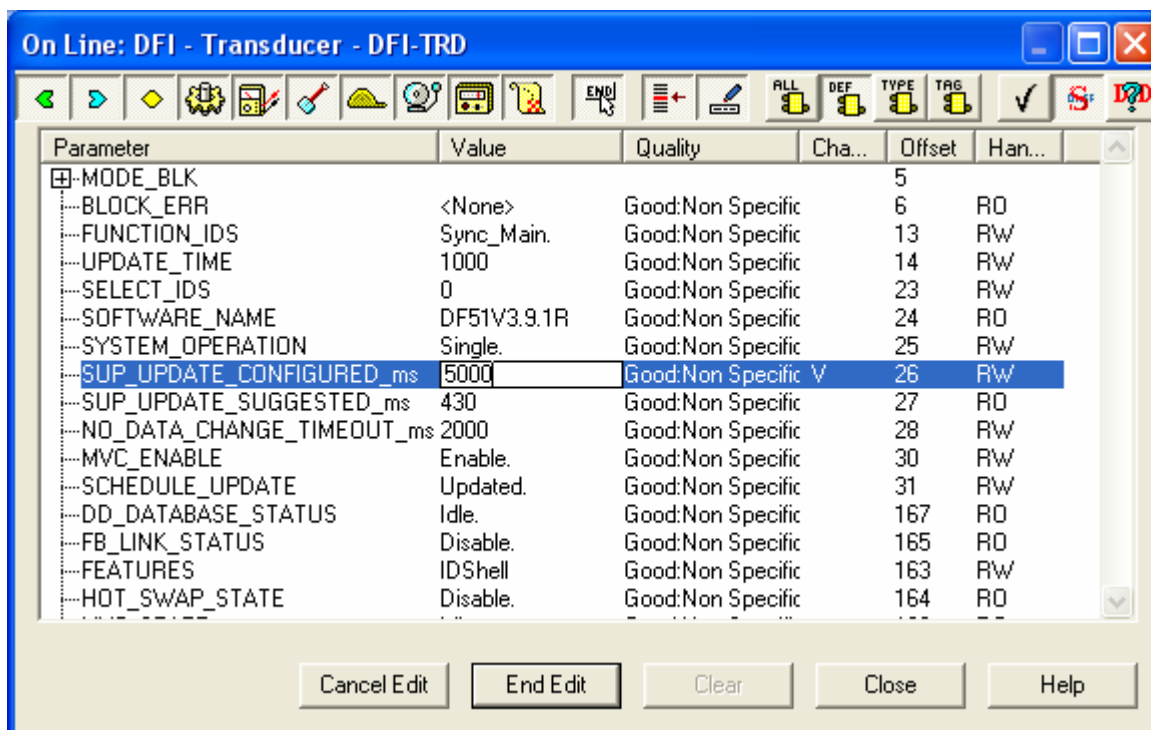 On Line: DFI - Transducer - DFI-TRD
END ALL DEF TYPE TAG
Parameter Value Quality Cha... Offset Han...
MODE_BLK 5
BLOCK_ERR <None> Good:Non Specific 6 RO
FUNCTION_IDS Sync_Main. Good:Non Specific 13 RW
UPDATE_TIME 1000 Good:Non Specific 14 RW
SELECT_IDS 0 Good:Non Specific 23 RW
SOFTWARE_NAME DF51V3.9.1R Good:Non Specific 24 RO
SYSTEM_OPERATION Single. Good:Non Specific 25 RW
SUP_UPDATE_CONFIGURED_ms 5000 Good:Non Specific V 26 RW
SUP_UPDATE_SUGGESTED_ms 430 Good:Non Specific 27 RO
NO_DATA_CHANGE_TIMEOUT_ms 2000 Good:Non Specific 28 RW
MVC_ENABLE Enable. Good:Non Specific 30 RW
SCHEDULE_UPDATE Updated. Good:Non Specific 31 RW
DD_DATABASE_STATUS Idle. Good:Non Specific 167 RO
FB_LINK_STATUS Disable. Good:Non Specific 165 RO
FEATURES IDShell Good:Non Specific 163 RW
HOT_SWAP_STATE Disable. Good:Non Specific 164 RO
Cancel Edit End Edit Clear Close Help